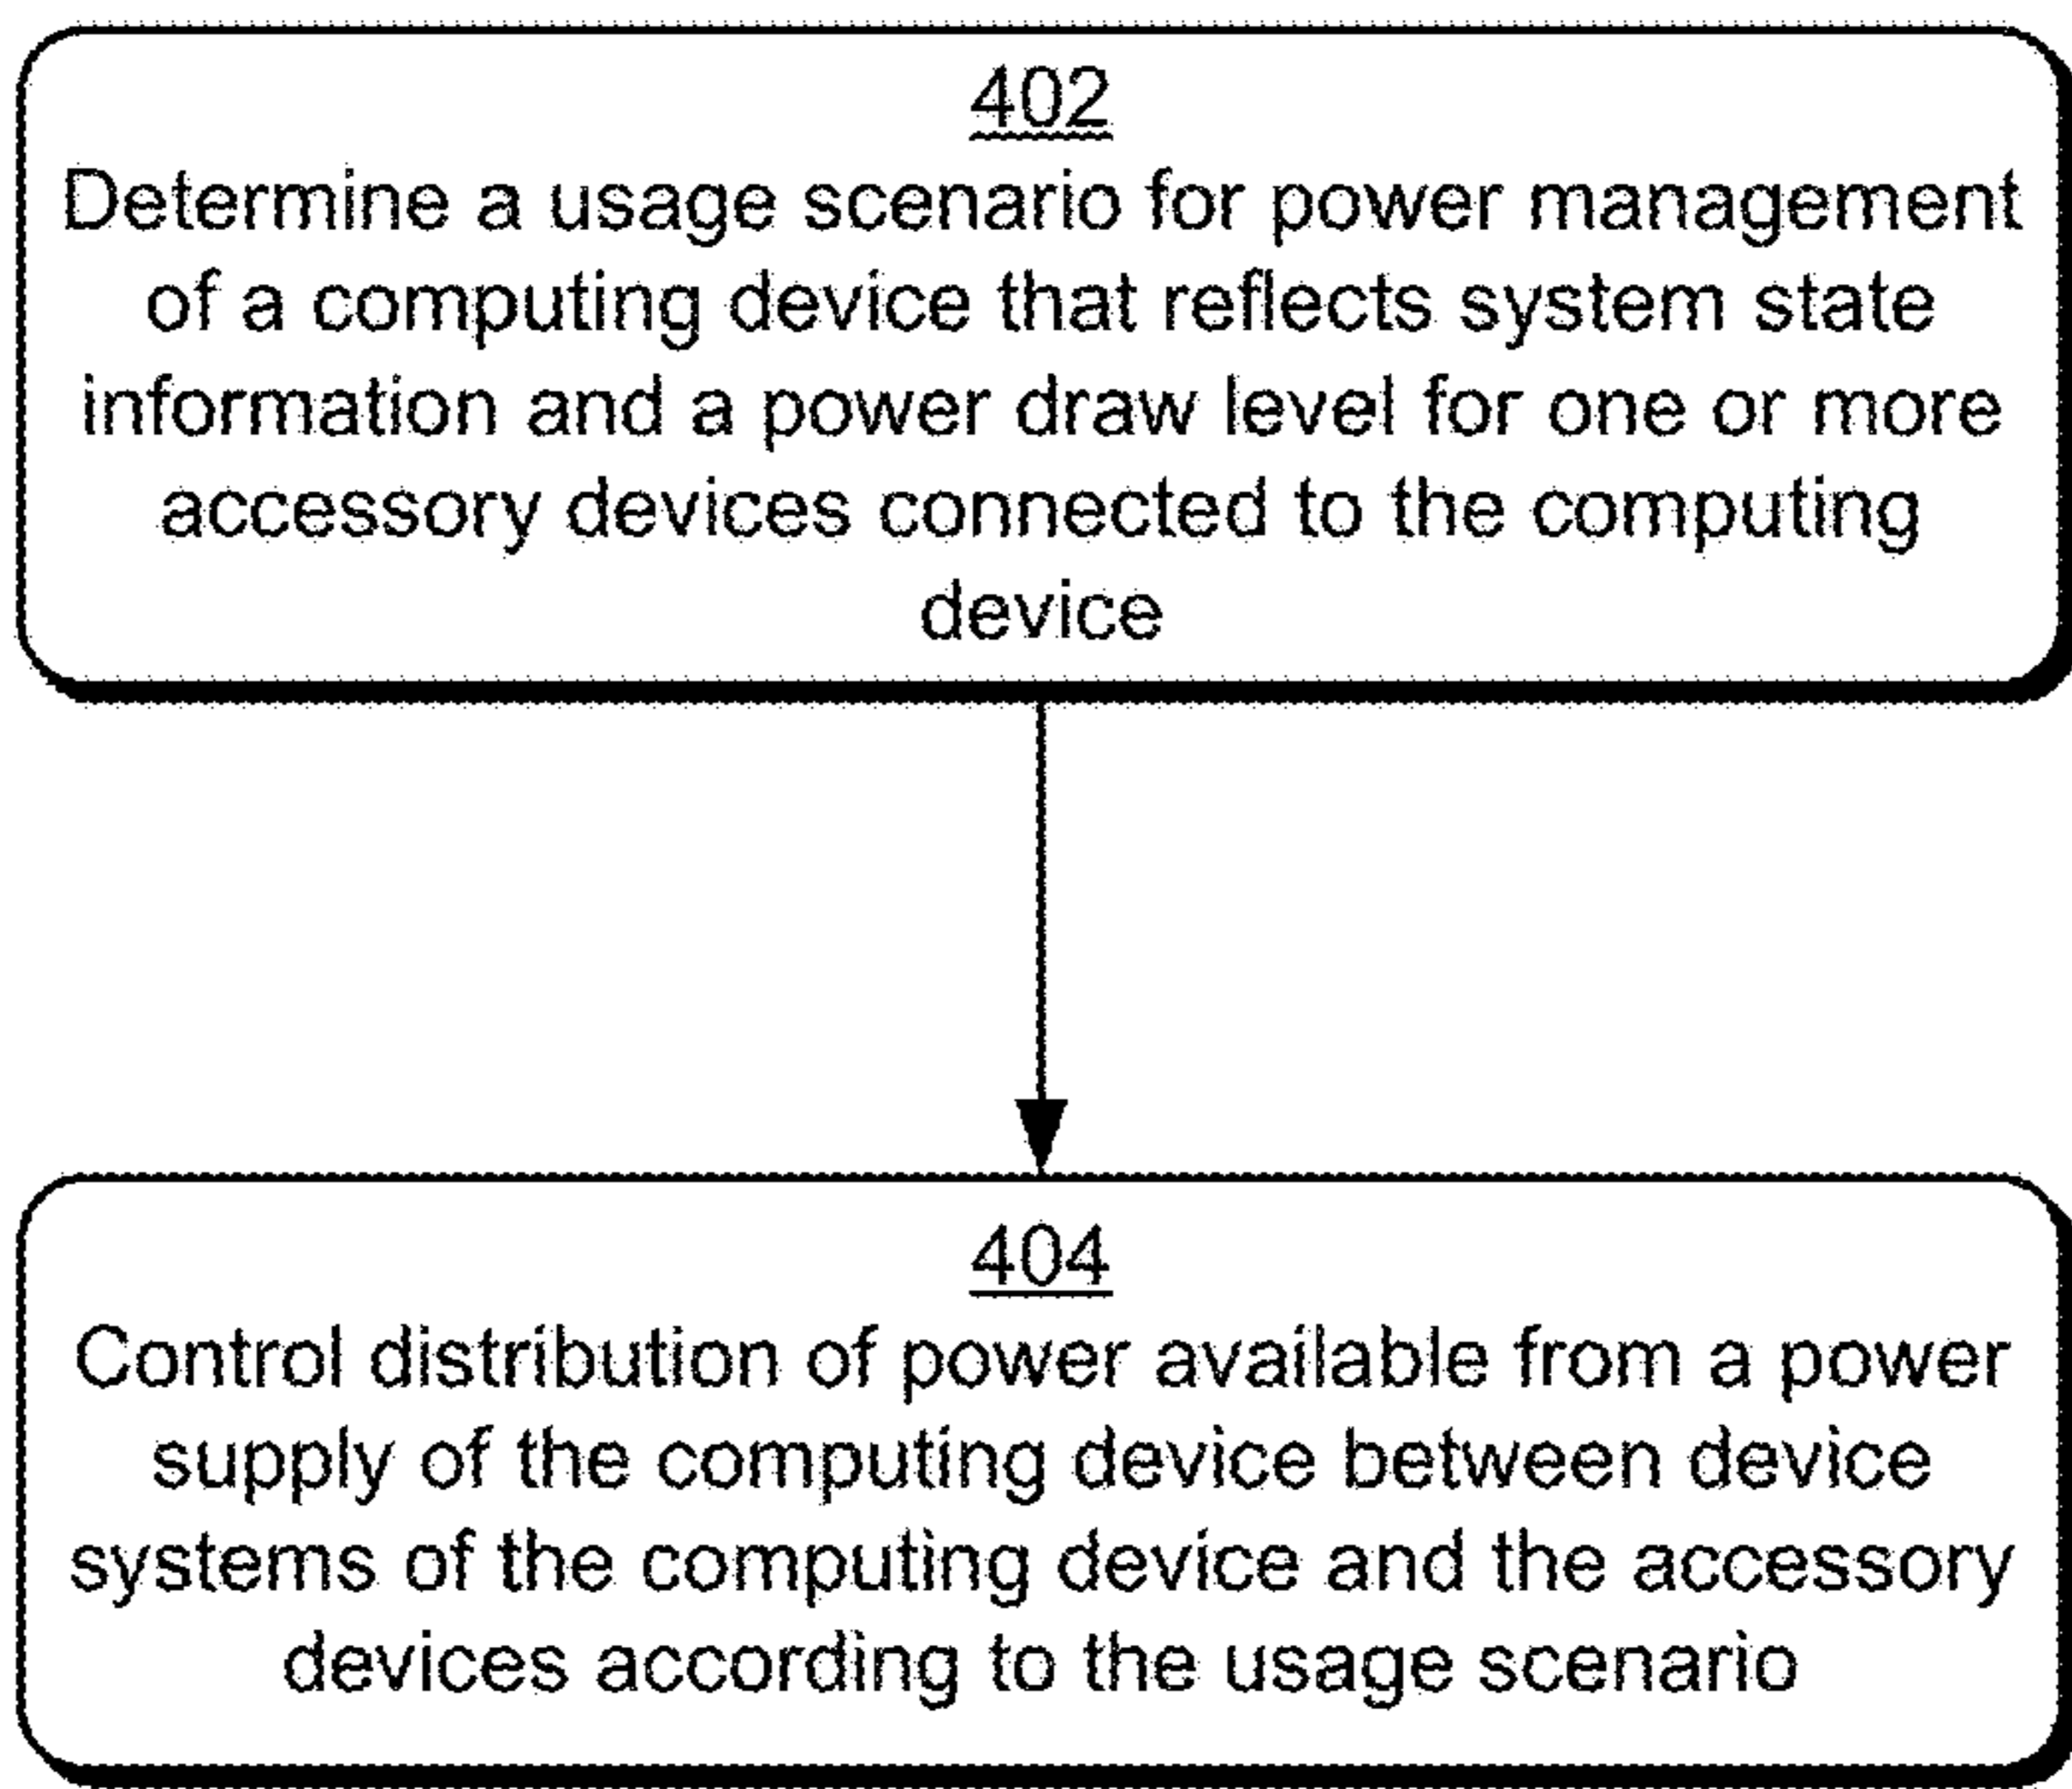 402
Determine a usage scenario for power management
of a computing device that reflects system state
information and a power draw level for one or more
accessory devices connected to the computing
device
404
Control distribution of power available from a power
supply of the computing device between device
systems of the computing device and the accessory
devices according to the usage scenario